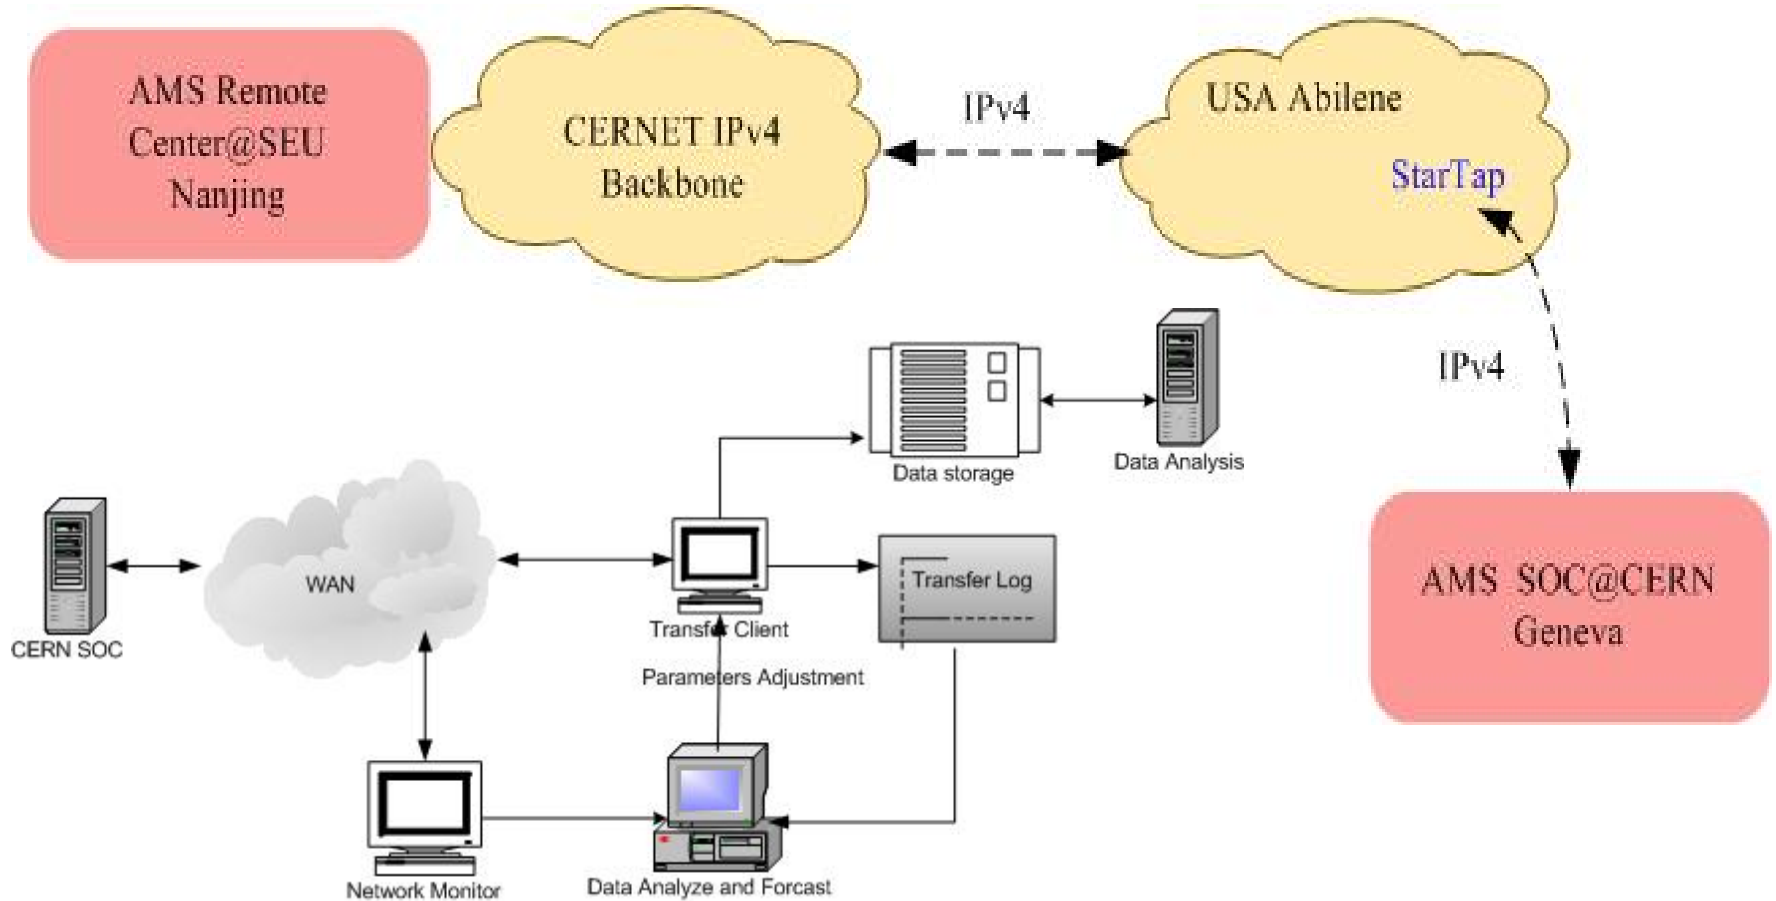 AMS Remote
Center@SEU
Nanjing
CERNET IPv4
Backbone
IPv4
USA Abilene
StarTap
IPv4
Data storage
Data Analysis
CERN SOC
WAN
Transfer Client
Transfer Log
Parameters Adjustment
AMS SOC@CERN
Geneva
Network Monitor
Data Analyze and Forcast